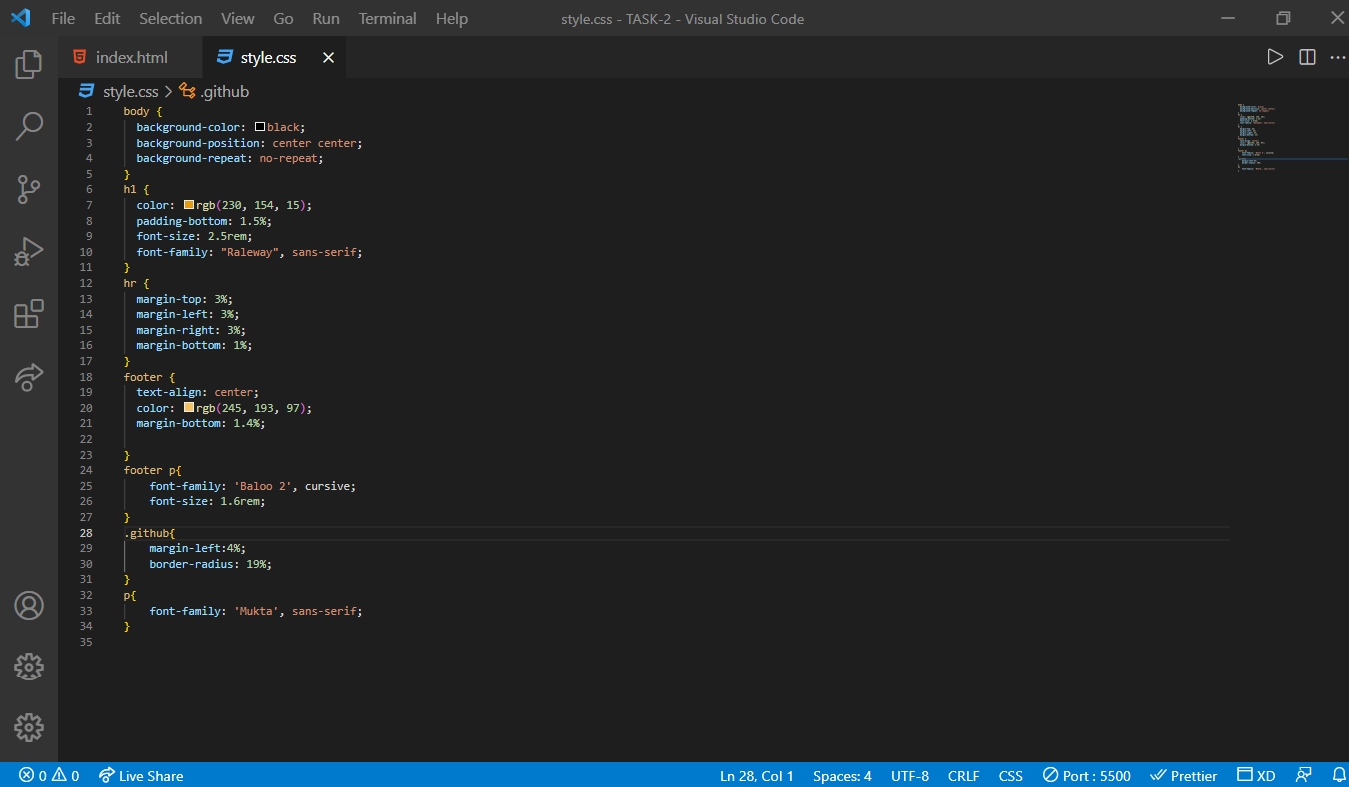 File Edit Selection View Go Run Terminal Help style.css - TASK-2 - Visual Studio Code
index.html style.css
style.css > .github
1 body {
2 background-color: black;
3 background-position: center center;
4 background-repeat: no-repeat;
5 }
6 h1 {
7 color: rgb(230, 154, 15);
8 padding-bottom: 1.5%;
9 font-size: 2.5rem;
10 font-family: "Raleway", sans-serif;
11 }
12 hr {
13 margin-top: 3%;
14 margin-left: 3%;
15 margin-right: 3%;
16 margin-bottom: 1%;
17 }
18 footer {
19 text-align: center;
20 color: rgb(245, 193, 97);
21 margin-bottom: 1.4%;
22
23 }
24 footer p{
25 font-family: 'Baloo 2', cursive;
26 font-size: 1.6rem;
27 }
28 .github{
29 margin-left:4%;
30 border-radius: 19%;
31 }
32 p{
33 font-family: 'Mukta', sans-serif;
34 }
35
0 0 Live Share Ln 28, Col 1 Spaces: 4 UTF-8 CRLF CSS Port : 5500 Prettier XD